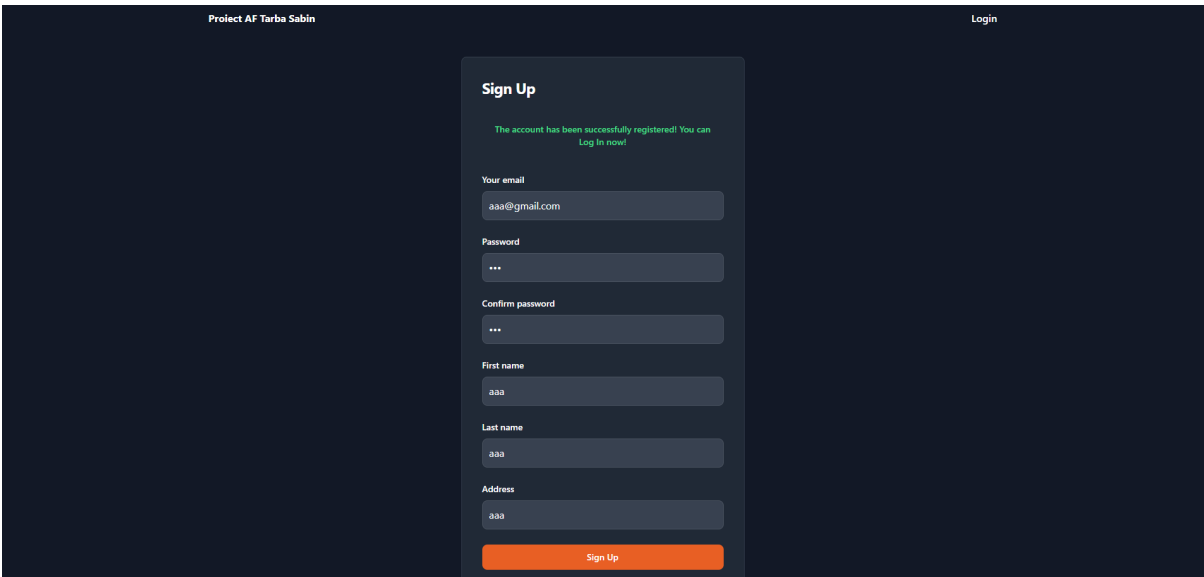 Proiect AF Tarba Sabin
Login
Sign Up
The account has been successfully registered! You can
Log In now!
Your email
aaa@gmail.com
Password
•••
Confirm password
•••
First name
aaa
Last name
aaa
Address
aaa
Sign Up